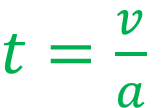 t = v/a